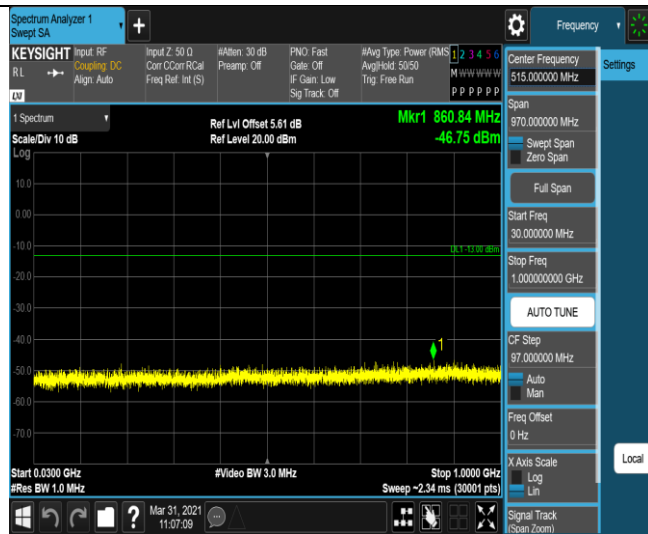 Spectrum Analyzer 1
Swept SA
Frequency
KEYSIGHT
RL
LXI
Input: RF
Coupling: DC
Align: Auto
Input Z: 50 Ω
Corr CCorr RCal
Freq Ref: Int (S)
#Atten: 30 dB
Preamp: Off
PNO: Fast
Gate: Off
IF Gain: Low
Sig Track: Off
#Avg Type: Power (RMS
Avg|Hold: 50/50
Trig: Free Run
1 2 3 4 5 6
M W W W W W
P P P P P P
1 Spectrum
Scale/Div 10 dB
Log
Ref Lvl Offset 5.61 dB
Ref Level 20.00 dBm
Mkr1 860.84 MHz
-46.75 dBm
10.0
0.00
-10.0
DL1 -13.00 dBm
-20.0
-30.0
-40.0
1
-50.0
-60.0
-70.0
Start 0.0300 GHz
#Res BW 1.0 MHz
#Video BW 3.0 MHz
Stop 1.0000 GHz
Sweep ~2.34 ms (30001 pts)
?
Mar 31, 2021
11:07:09
Center Frequency
515.000000 MHz
Span
970.000000 MHz
Swept Span
Zero Span
Full Span
Start Freq
30.000000 MHz
Stop Freq
1.000000000 GHz
AUTO TUNE
CF Step
97.000000 MHz
Auto
Man
Freq Offset
0 Hz
X Axis Scale
Log
Lin
Signal Track
(Span Zoom)
Settings
Local